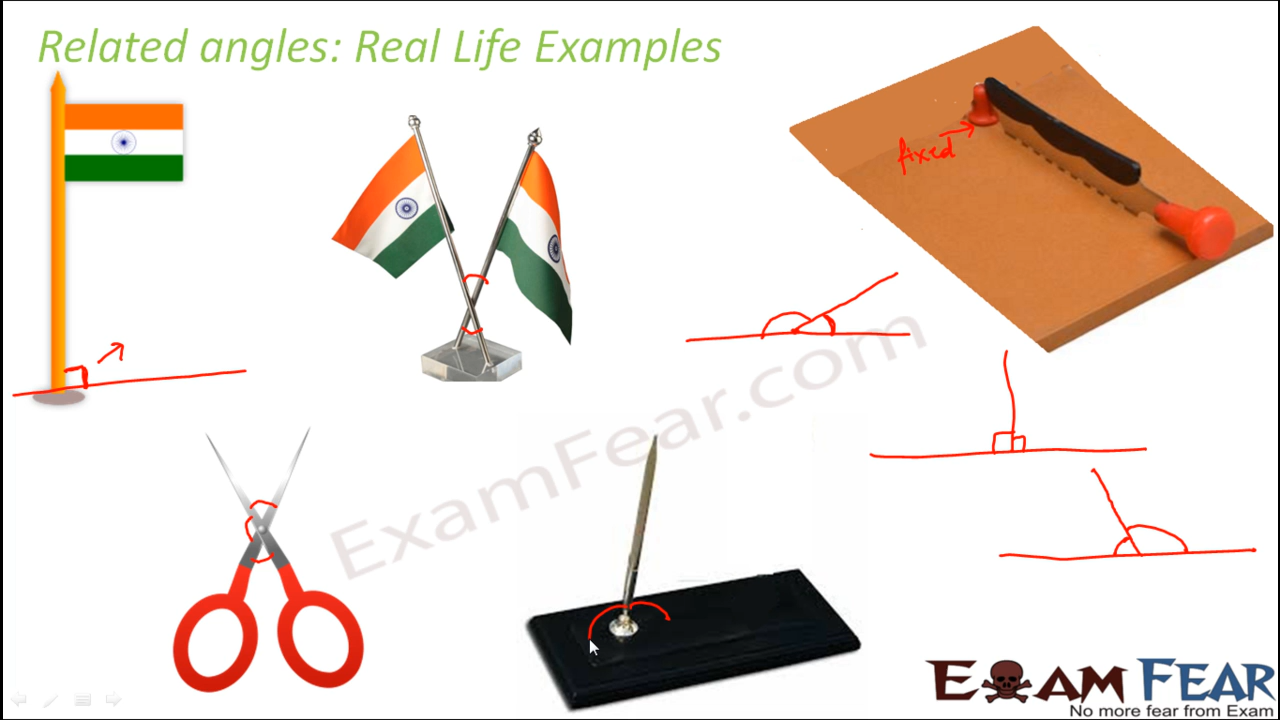 Related angles: Real Life Examples
fixed
ExamFear.com
EXAM FEAR
No more fear from Exam